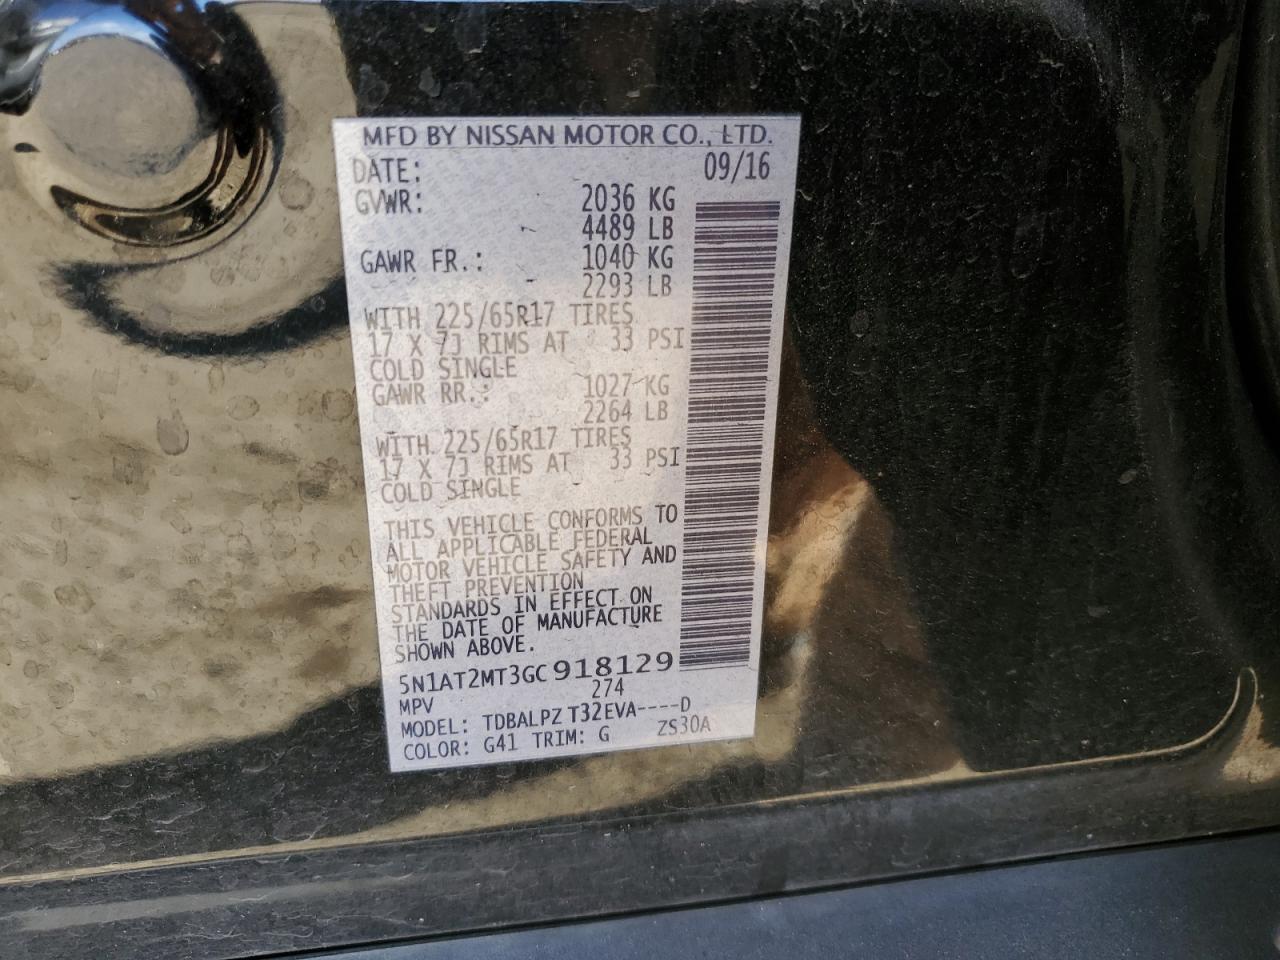 MFD BY NISSAN MOTOR CO., LTD.
DATE: 09/16
GVWR: 2036 KG
4489 LB
GAWR FR.: 1040 KG
2293 LB
WITH 225/65R17 TIRES
17 X 7J RIMS AT 33 PSI
COLD SINGLE
GAWR RR.: 1027 KG
2264 LB
WITH 225/65R17 TIRES
17 X 7J RIMS AT 33 PSI
COLD SINGLE
THIS VEHICLE CONFORMS TO
ALL APPLICABLE FEDERAL
MOTOR VEHICLE SAFETY AND
THEFT PREVENTION
STANDARDS IN EFFECT ON
THE DATE OF MANUFACTURE
SHOWN ABOVE.
5N1AT2MT3GC918129
MPV 274
MODEL: TDBALPZ T32EVA----D
COLOR: G41 TRIM: G ZS30A